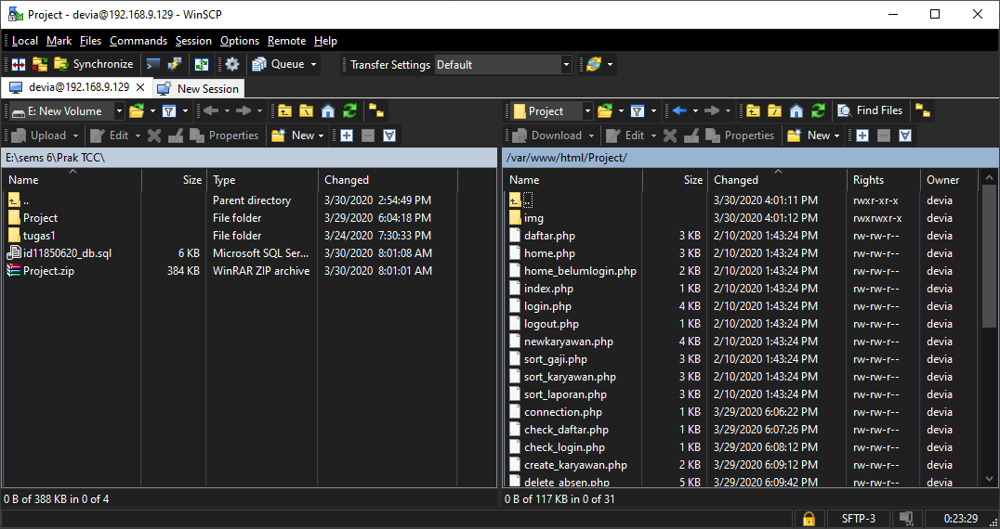 Project - devia@192.168.9.129 - WinSCP
Local Mark Files Commands Session Options Remote Help
Synchronize Queue Transfer Settings Default
devia@192.168.9.129 New Session
E: New Volume Project Find Files
Upload Edit Properties New Download Edit Properties New
E:\sems 6\Prak TCC\ /var/www/html/Project/
Name Size Type Changed Name Size Changed Rights Owner
.. Parent directory 3/30/2020 2:54:49 PM .. 3/30/2020 4:01:11 PM rwxr-xr-x devia
Project File folder 3/29/2020 6:04:18 PM img 3/30/2020 4:01:12 PM rwxrwxr-x devia
tugas1 File folder 3/24/2020 7:30:33 PM daftar.php 3 KB 2/10/2020 1:43:24 PM rw-rw-r-- devia
id11850620_db.sql 6 KB Microsoft SQL Ser... 3/30/2020 8:01:08 AM home.php 3 KB 2/10/2020 1:43:24 PM rw-rw-r-- devia
Project.zip 384 KB WinRAR ZIP archive 3/30/2020 8:01:01 AM home_belumlogin.php 2 KB 2/10/2020 1:43:24 PM rw-rw-r-- devia
index.php 1 KB 2/10/2020 1:43:24 PM rw-rw-r-- devia
login.php 4 KB 2/10/2020 1:43:24 PM rw-rw-r-- devia
logout.php 1 KB 2/10/2020 1:43:24 PM rw-rw-r-- devia
newkaryawan.php 4 KB 2/10/2020 1:43:24 PM rw-rw-r-- devia
sort_gaji.php 3 KB 2/10/2020 1:43:24 PM rw-rw-r-- devia
sort_karyawan.php 3 KB 2/10/2020 1:43:24 PM rw-rw-r-- devia
sort_laporan.php 3 KB 2/10/2020 1:43:24 PM rw-rw-r-- devia
connection.php 1 KB 3/29/2020 6:06:22 PM rw-rw-r-- devia
check_daftar.php 1 KB 3/29/2020 6:07:26 PM rw-rw-r-- devia
check_login.php 1 KB 3/29/2020 6:08:12 PM rw-rw-r-- devia
create_karyawan.php 2 KB 3/29/2020 6:09:12 PM rw-rw-r-- devia
delete_absen.php 5 KB 3/29/2020 6:09:42 PM rw-rw-r-- devia
0 B of 388 KB in 0 of 4 0 B of 117 KB in 0 of 31
SFTP-3 0:23:29